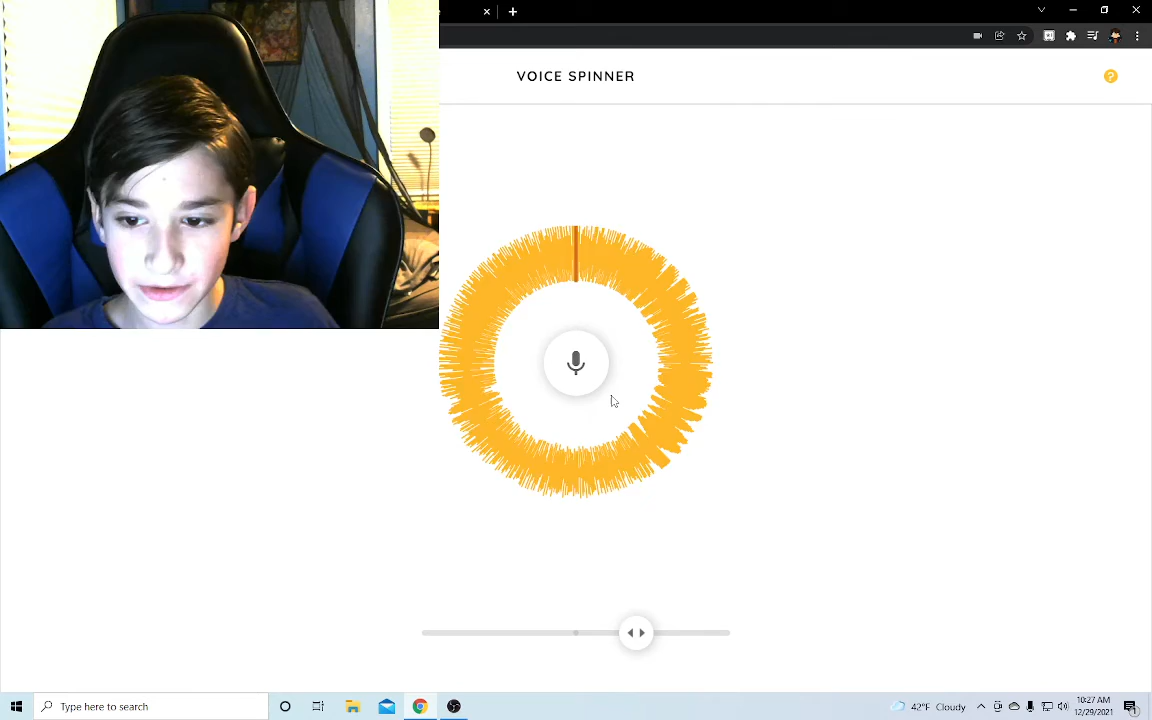 VOICE SPINNER
?
Type here to search
42°F Cloudy
10:27 AM
12/29/2021